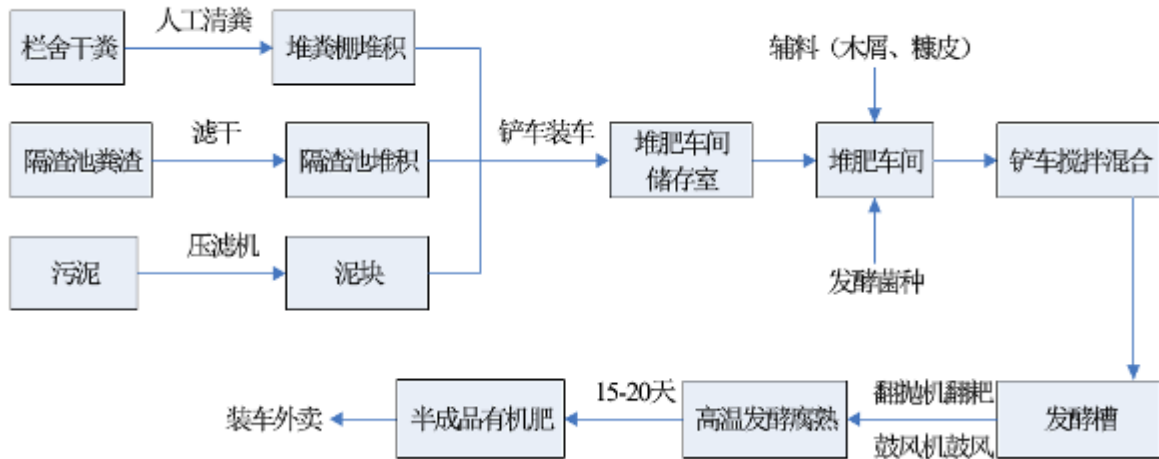 人工清粪
栏舍干粪
堆粪棚堆积
辅料（木屑、糠皮）
滤干
铲车装车
隔渣池粪渣
隔渣池堆积
堆肥车间
储存室
堆肥车间
铲车搅拌混合
压滤机
污泥
泥块
发酵菌种
15-20天
翻抛机翻耙
装车外卖
半成品有机肥
高温发酵腐熟
发酵槽
鼓风机鼓风